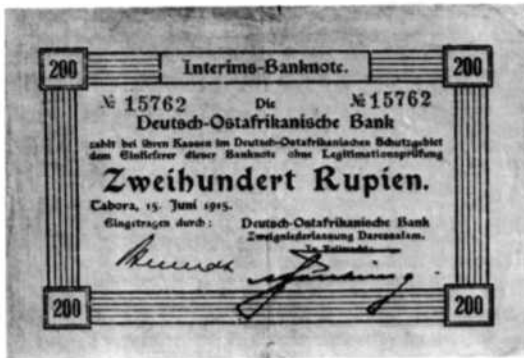 200 Interims-Banknote. 200
№ 15762 Die № 15762
Deutsch-Ostafrikanische Bank
zahlt bei ihren Kassen im Deutsch-Ostafrikanischen Schutzgebiet
dem Einlieferer dieser Banknote ohne Legitimationsprüfung
Zweihundert Rupien.
Tabora, 15. Juni 1915.
Eingetragen durch: Deutsch-Ostafrikanische Bank
Zweigniederlassung Daressalam.
200 200